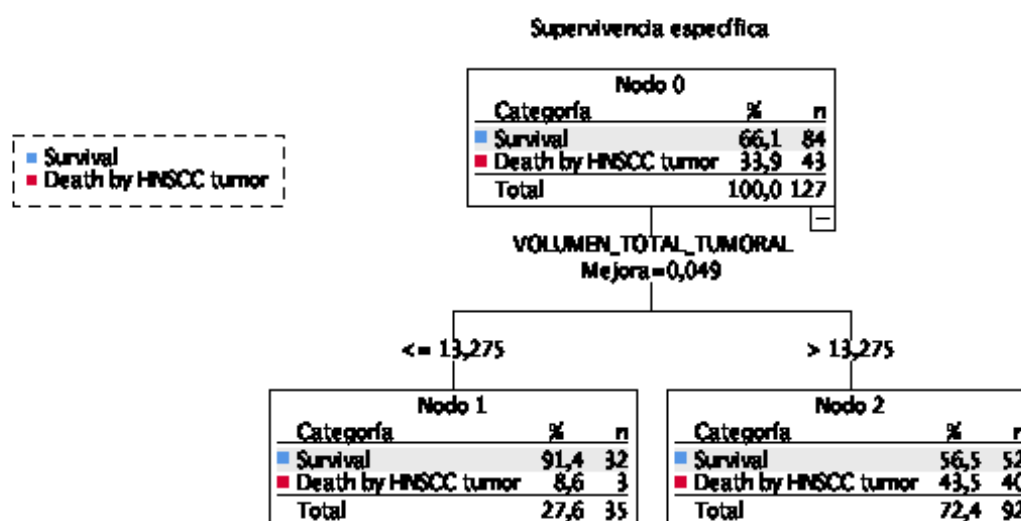 Supervivencia específica
Survival
Death by HNSCC tumor
Nodo 0
Categoría % n
Survival 66,1 84
Death by HNSCC tumor 33,9 43
Total 100,0 127
VOLUMEN_TOTAL_TUMORAL
Mejora=0,049
<= 13,275
> 13,275
Nodo 1
Categoría % n
Survival 91,4 32
Death by HNSCC tumor 8,6 3
Total 27,6 35
Nodo 2
Categoría % n
Survival 56,5 52
Death by HNSCC tumor 43,5 40
Total 72,4 92